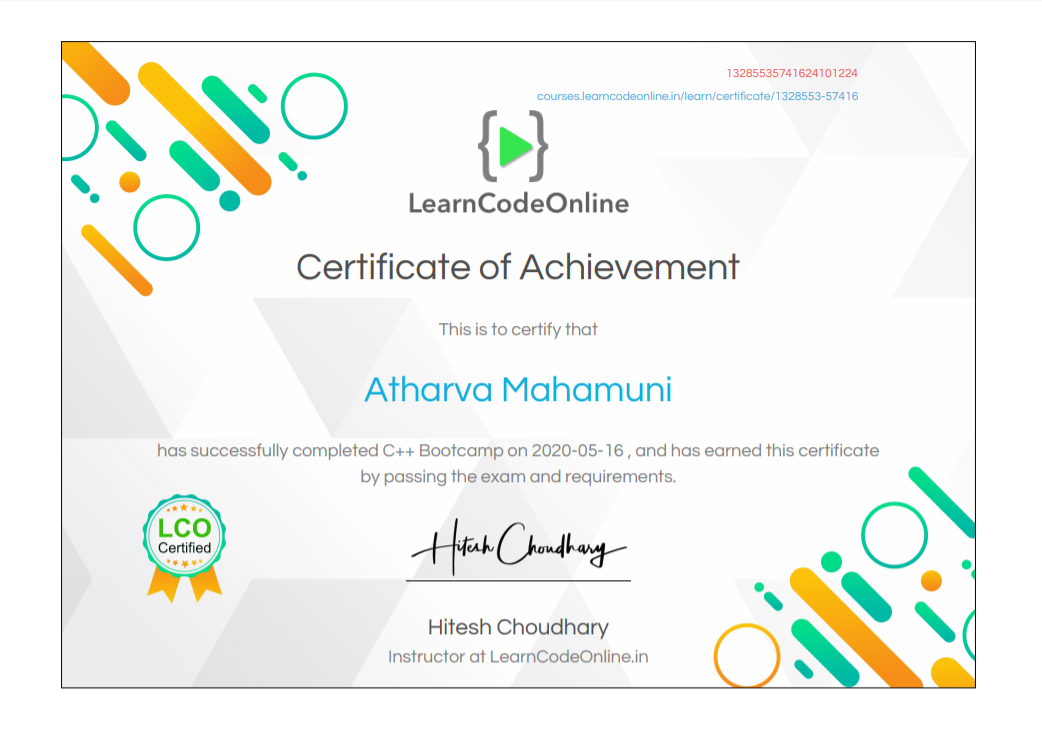 13285535741624101224
courses.learncodeonline.in/learn/certificate/1328553-57416
{ }
LearnCodeOnline
Certificate of Achievement
This is to certify that
Atharva Mahamuni
has successfully completed C++ Bootcamp on 2020-05-16 , and has earned this certificate
by passing the exam and requirements.
LCO
Certified
Hitesh Choudhary
Hitesh Choudhary
Instructor at LearnCodeOnline.in